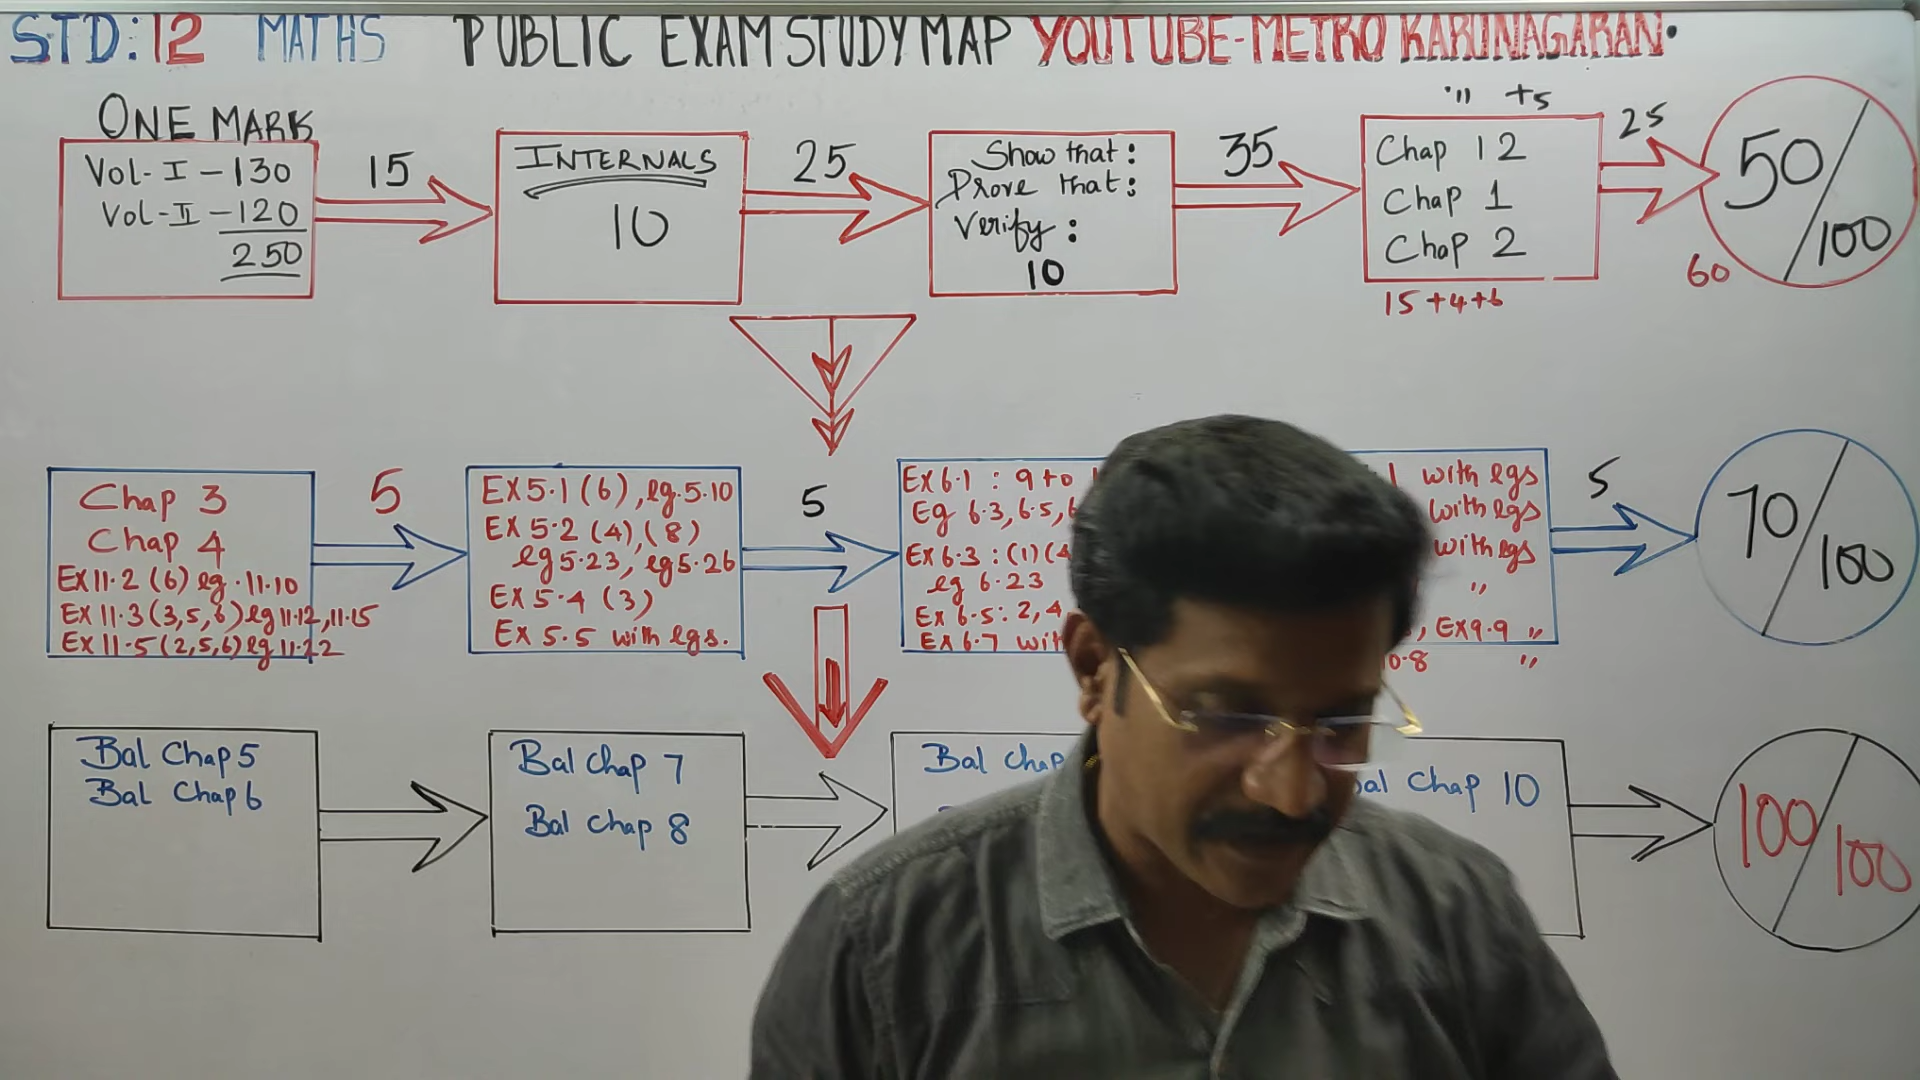 STD: 12 MATHS PUBLIC EXAM STUDY MAP YOUTUBE-METRO KARUNAGARAN.
ONE MARK
Vol-I-130
Vol-II-120
250
15
INTERNALS
10
25
Show that:
Prove that:
Verify:
10
35
〃 +5
Chap 12
Chap 1
Chap 2
15+4+6
25
60
50/100
Chap 3
Chap 4
Ex 11.2 (6) eg.11.10
Ex 11.3 (3,5,6) eg 11.12, 11.15
Ex 11.5 (2,5,6) eg 11.22
5
Ex 5.1 (6), eg.5.10
Ex 5.2 (4), (8)
eg 5.23, eg 5.26
Ex 5.4 (3)
Ex 5.5 with egs.
5
Ex 6.1 : 9 to
Eg 6.3, 6.5,
Ex 6.3 : (1)
eg 6.23
Ex 6.5 : 2, 4
Ex 6.7
with egs
with egs
with egs
〃
, Ex 9.9 〃
〃
5
70/100
Bal Chap 5
Bal Chap 6
Bal Chap 7
Bal Chap 8
Bal
Chap 10
100/100